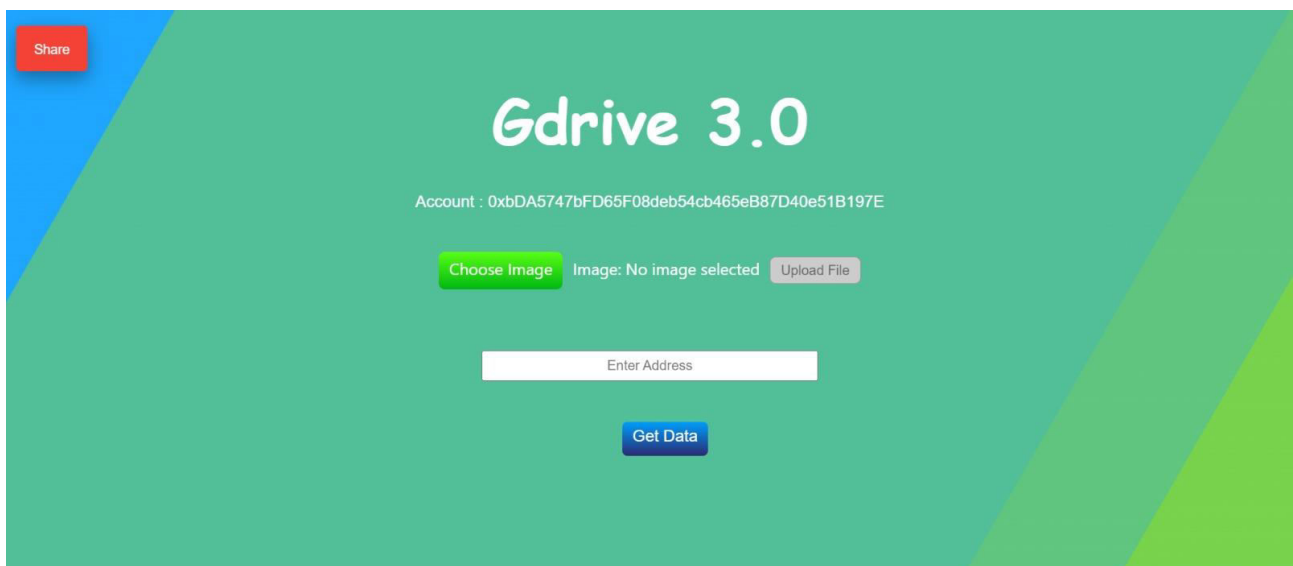 Share
Gdrive 3.0
Account : 0xbDA5747bFD65F08deb54cb465eB87D40e51B197E
Choose Image Image: No image selected Upload File
Enter Address
Get Data